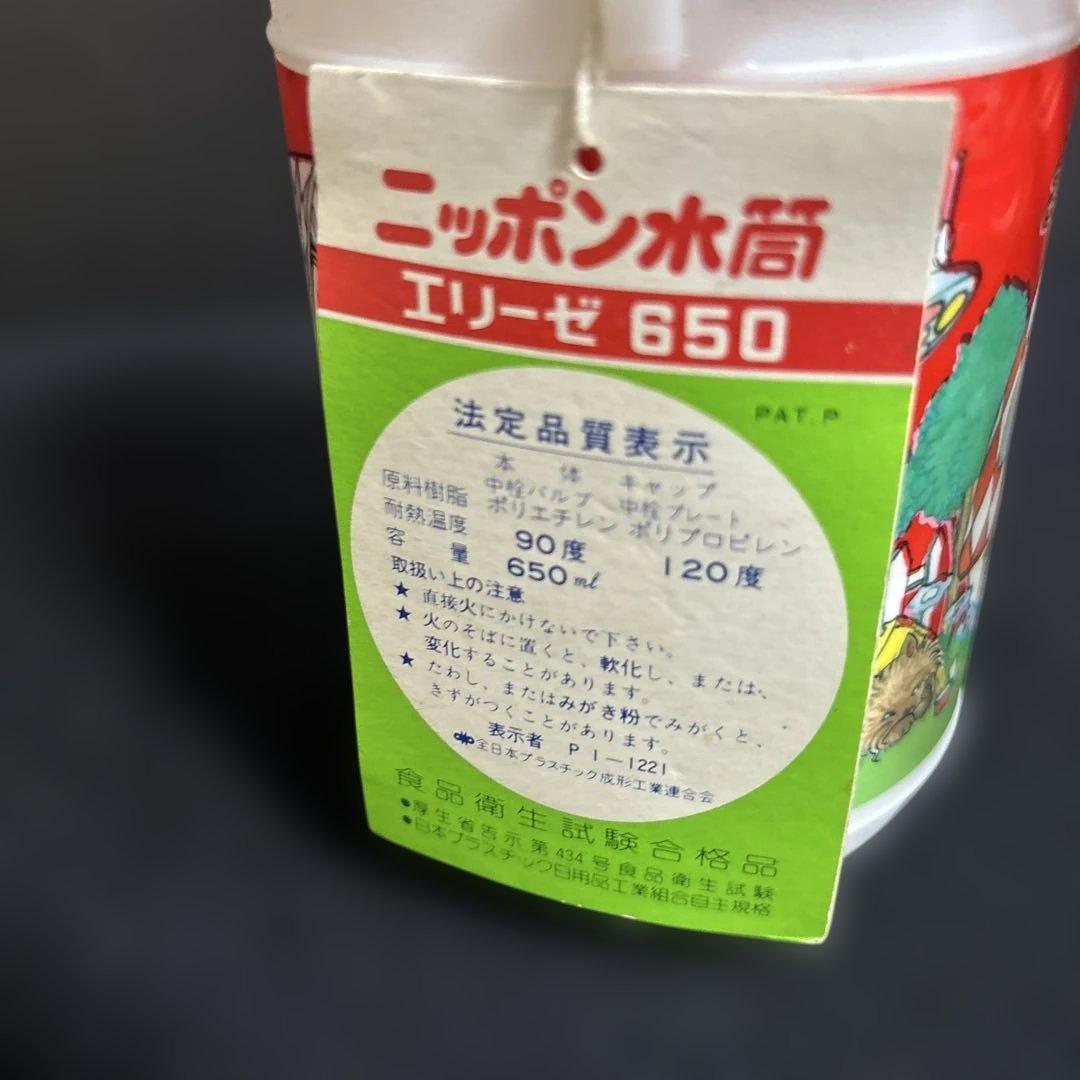 ニッポン水筒
エリーゼ 650
PAT. P
法定品質表示
本体 キャップ
中栓バルブ 中栓プレート
原料樹脂 ポリエチレン ポリプロピレン
耐熱温度 90度 120度
容量 650ml
取扱い上の注意
★ 直接火にかけないで下さい。
★ 火のそばに置くと、軟化し、または、
変化することがあります。
★ たわし、またはみがき粉でみがくと、
きずがつくことがあります。
表示者 P I-1221
全日本プラスチック成形工業連合会
食品衛生試験合格品
●厚生省告示第434号食品衛生試験
●日本プラスチック日用品工業組合自主規格